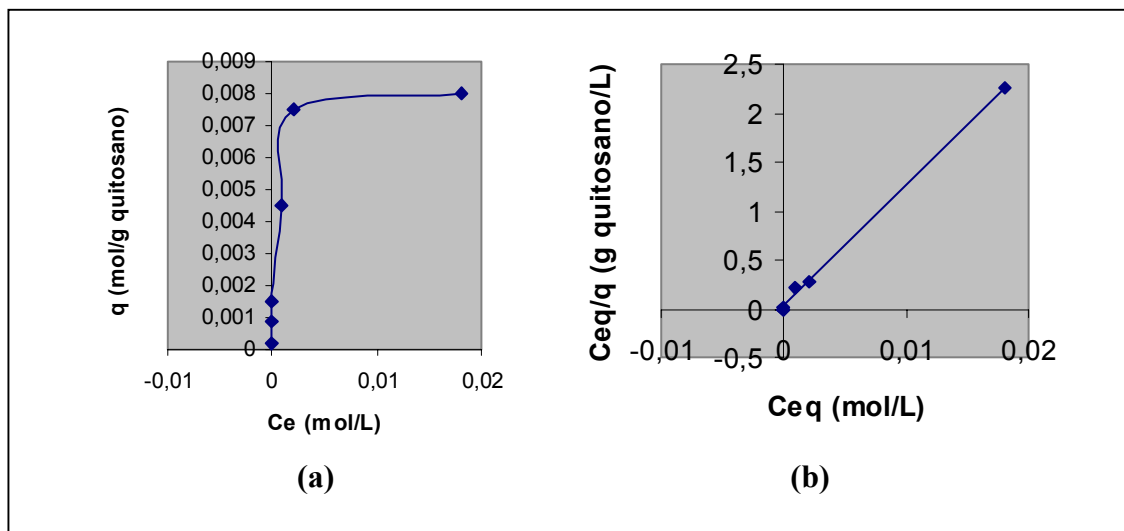 q (mol/g quitosano)
0,009
0,008
0,007
0,006
0,005
0,004
0,003
0,002
0,001
0
-0,01 0 0,01 0,02
Ce (mol/L)
(a)
Ceq/q (g quitosano/L)
2,5
2
1,5
1
0,5
0
-0,5
-0,01 0 0,01 0,02
Ceq (mol/L)
(b)